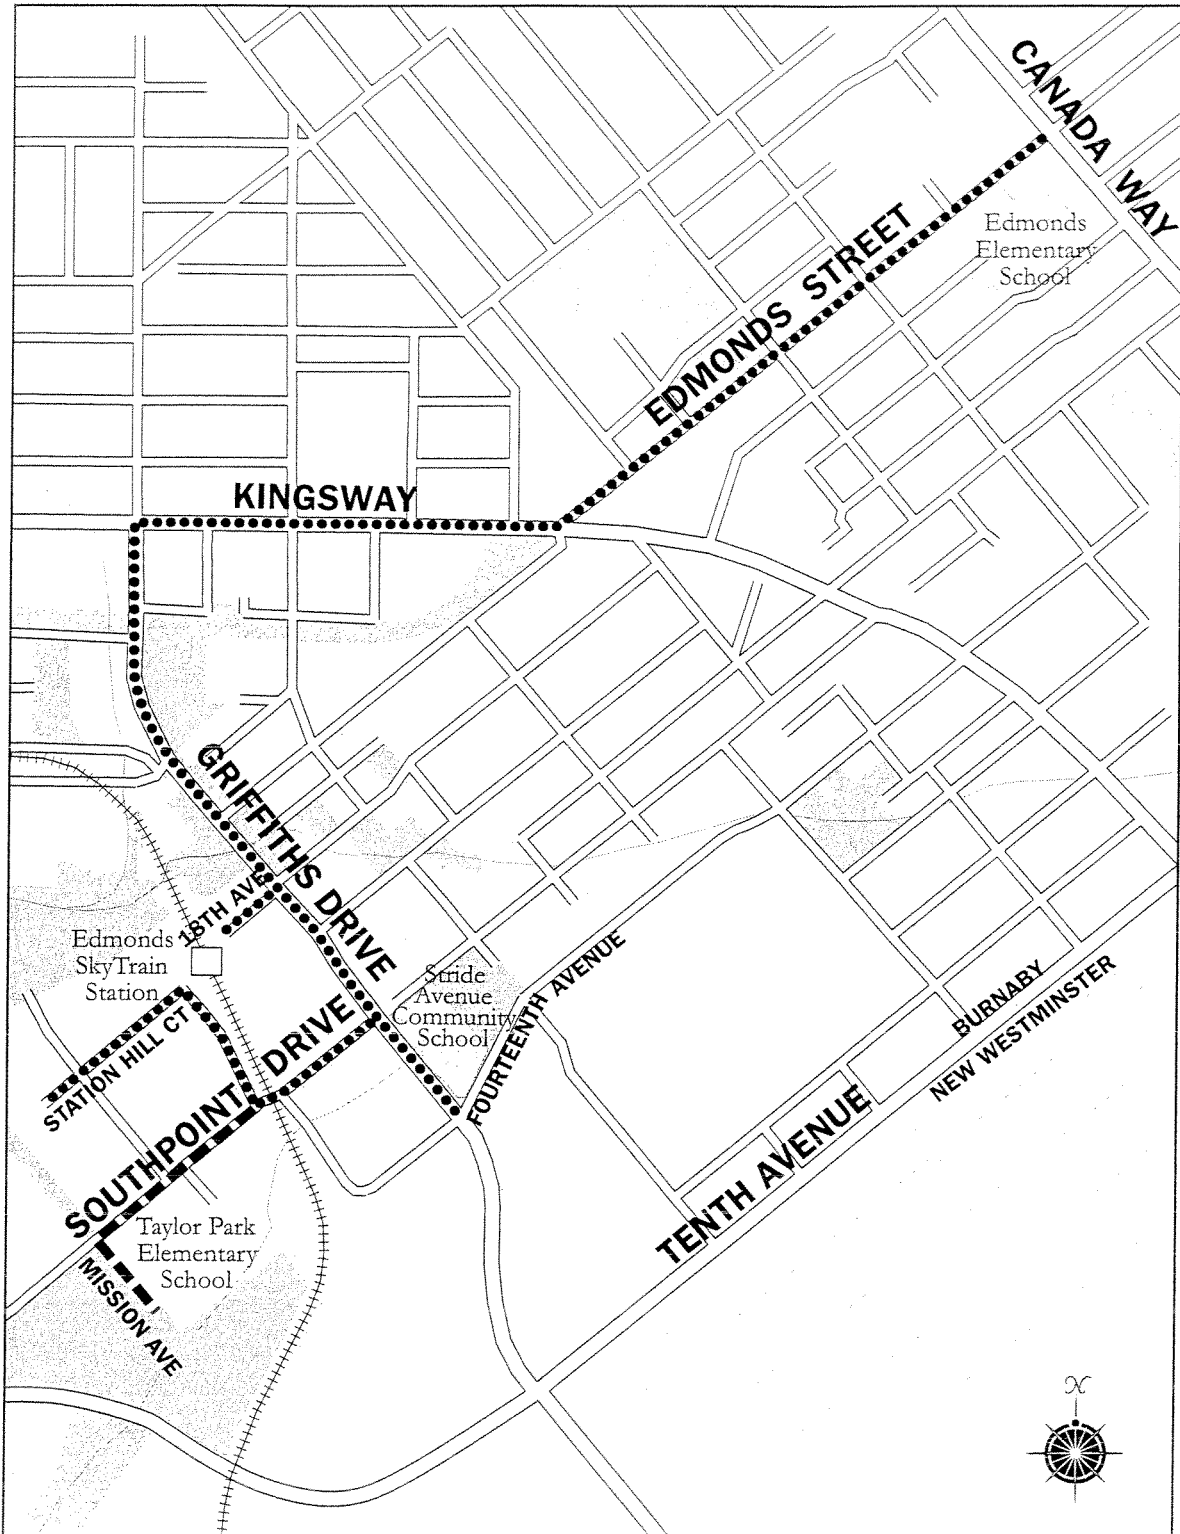 CANADA WAY
Edmonds
Elementary
School
EDMONDS STREET
KINGSWAY
GRIFFITHS DRIVE
18TH AVE
Edmonds
SkyTrain
Station
Stride
Avenue
Community
School
FOURTEENTH AVENUE
BURNABY
NEW WESTMINSTER
STATION HILL CT
SOUTHPOINT DRIVE
TENTH AVENUE
Taylor Park
Elementary
School
MISSION AVE
N